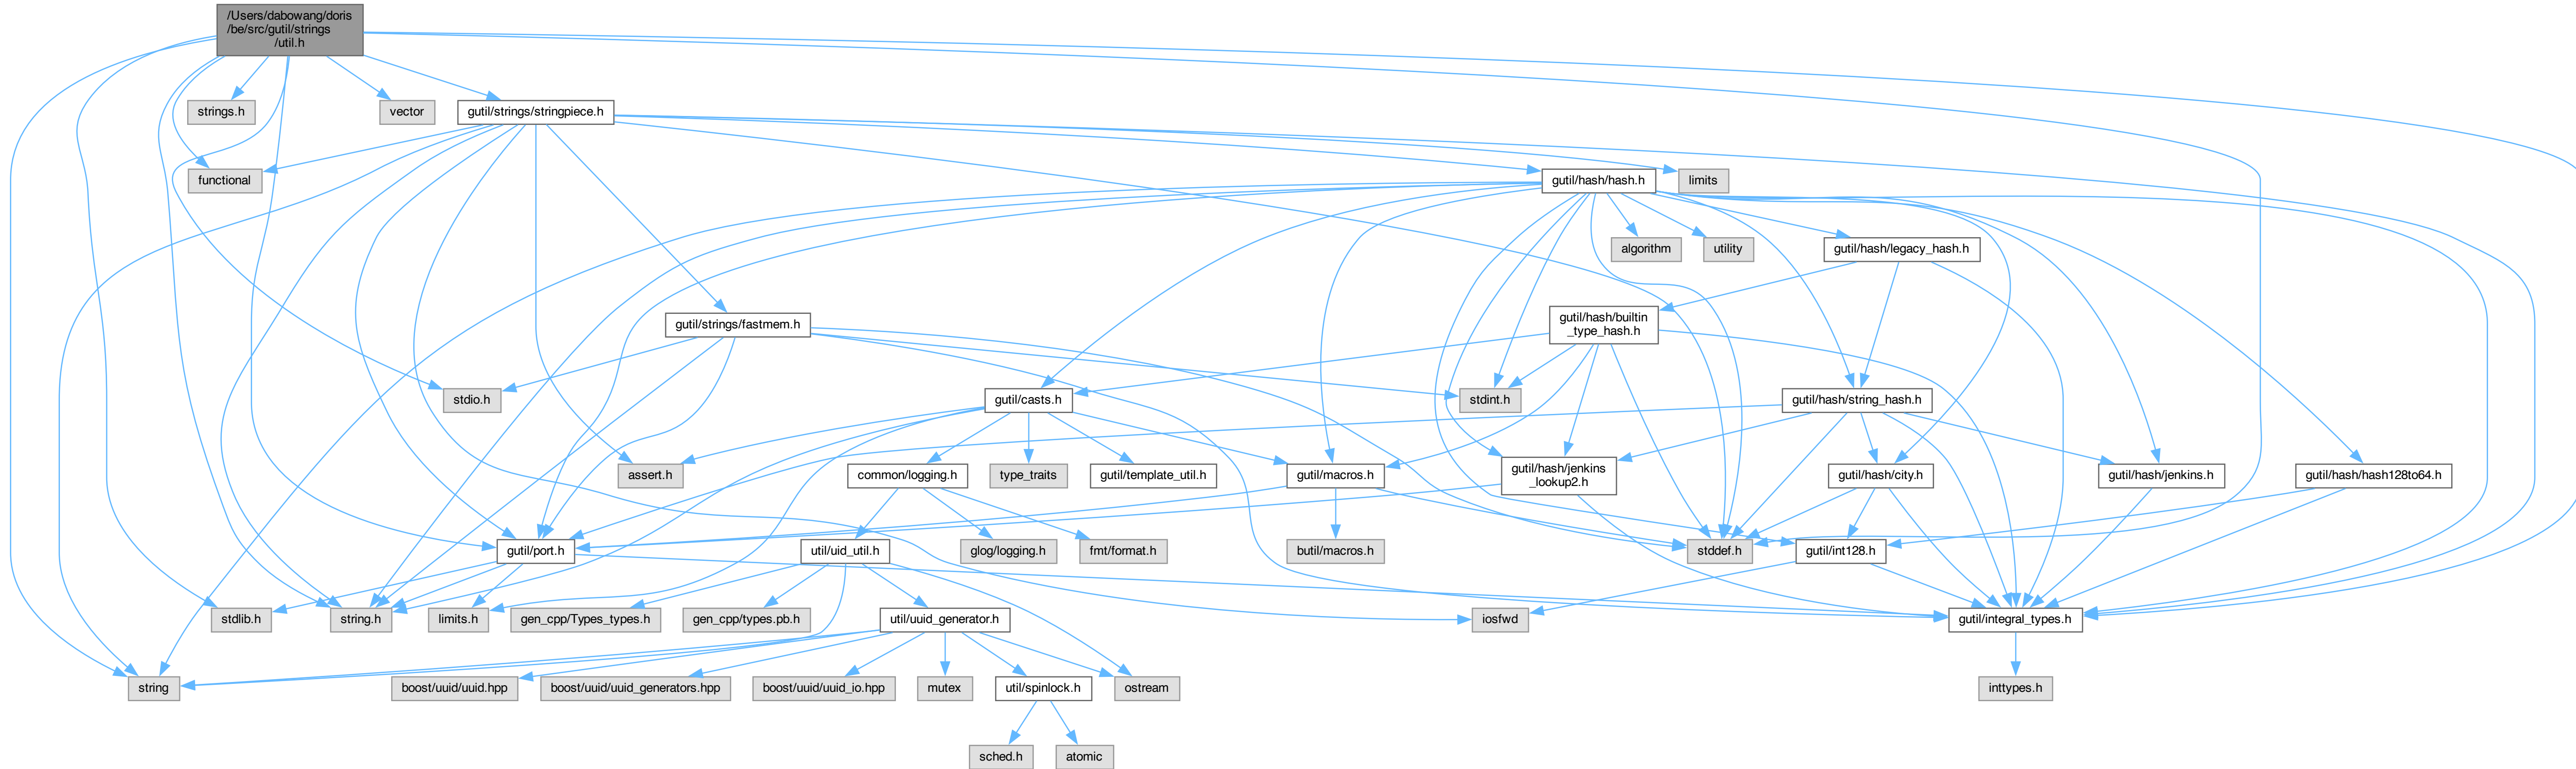 /Users/dabowang/doris
/be/src/gutil/strings
/util.h
strings.h
vector
gutil/strings/stringpiece.h
functional
gutil/hash/hash.h
limits
algorithm
utility
gutil/hash/legacy_hash.h
gutil/strings/fastmem.h
gutil/hash/builtin
_type_hash.h
stdio.h
gutil/casts.h
stdint.h
gutil/hash/string_hash.h
assert.h
common/logging.h
type_traits
gutil/template_util.h
gutil/macros.h
gutil/hash/jenkins
_lookup2.h
gutil/hash/city.h
gutil/hash/jenkins.h
gutil/hash/hash128to64.h
gutil/port.h
util/uid_util.h
glog/logging.h
fmt/format.h
butil/macros.h
stddef.h
gutil/int128.h
stdlib.h
string.h
limits.h
gen_cpp/Types_types.h
gen_cpp/types.pb.h
util/uuid_generator.h
iosfwd
gutil/integral_types.h
string
boost/uuid/uuid.hpp
boost/uuid/uuid_generators.hpp
boost/uuid/uuid_io.hpp
mutex
util/spinlock.h
ostream
inttypes.h
sched.h
atomic